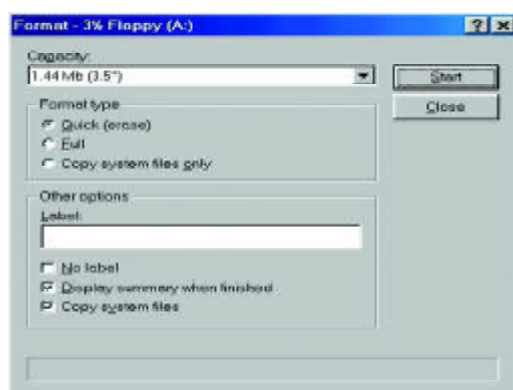 Format - 3½ Floppy (A:)
Capacity:
1.44 Mb (3.5")
Start
Close
Format type
Quick (erase)
Full
Copy system files only
Other options
Label:
No label
Display summary when finished
Copy system files